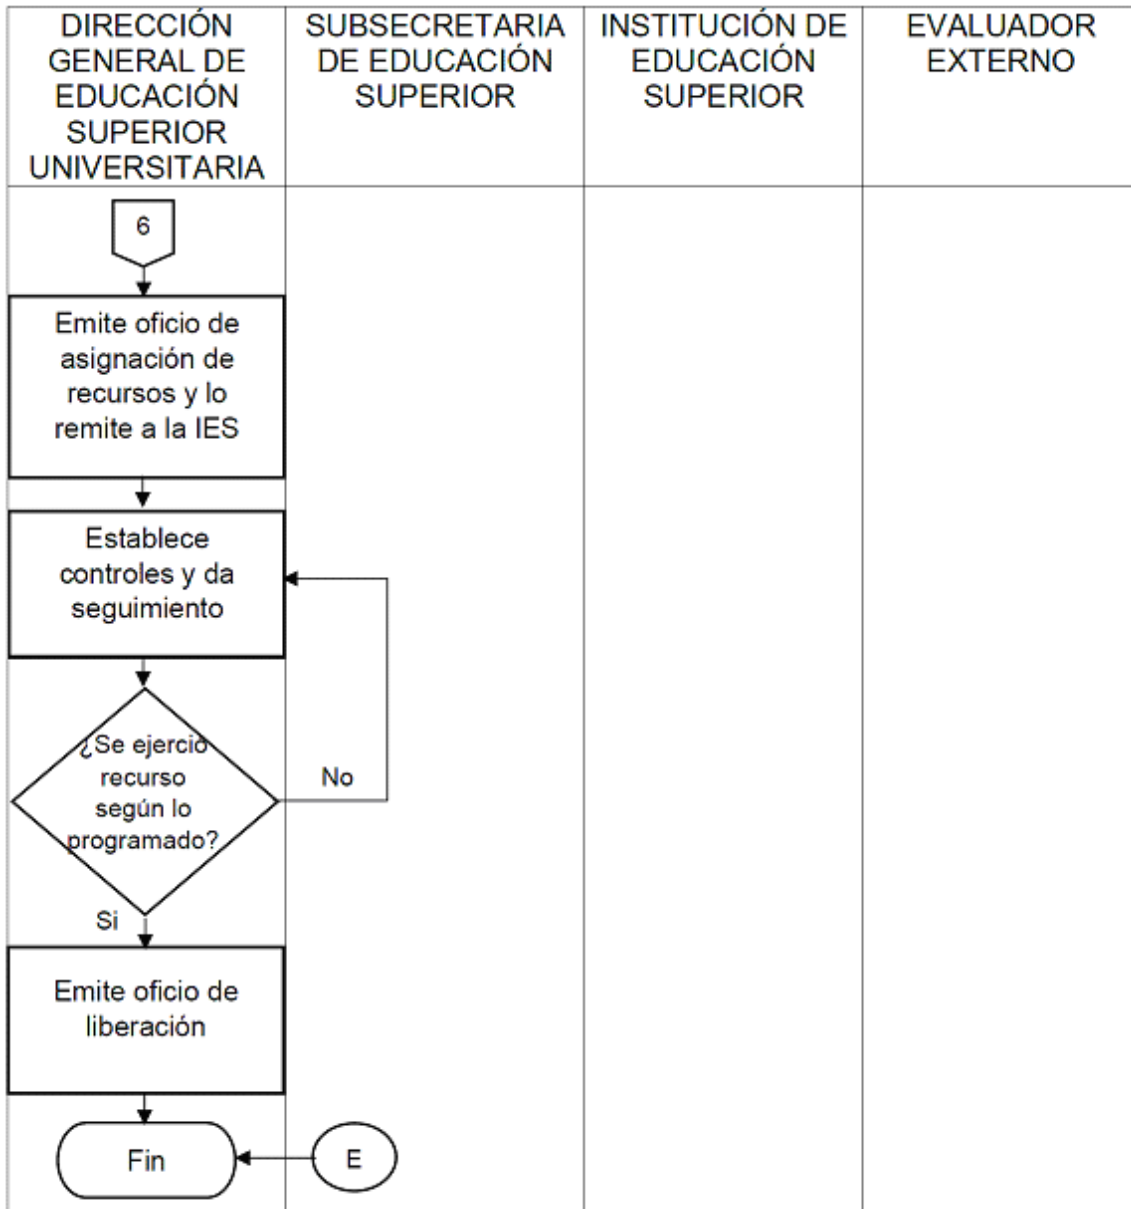 DIRECCIÓN
GENERAL DE
EDUCACIÓN
SUPERIOR
UNIVERSITARIA
SUBSECRETARIA
DE EDUCACIÓN
SUPERIOR
INSTITUCIÓN DE
EDUCACIÓN
SUPERIOR
EVALUADOR
EXTERNO
6
Emite oficio de
asignación de
recursos y lo
remite a la IES
Establece
controles y da
seguimiento
¿Se ejerció
recurso
según lo
programado?
No
Si
Emite oficio de
liberación
Fin
E